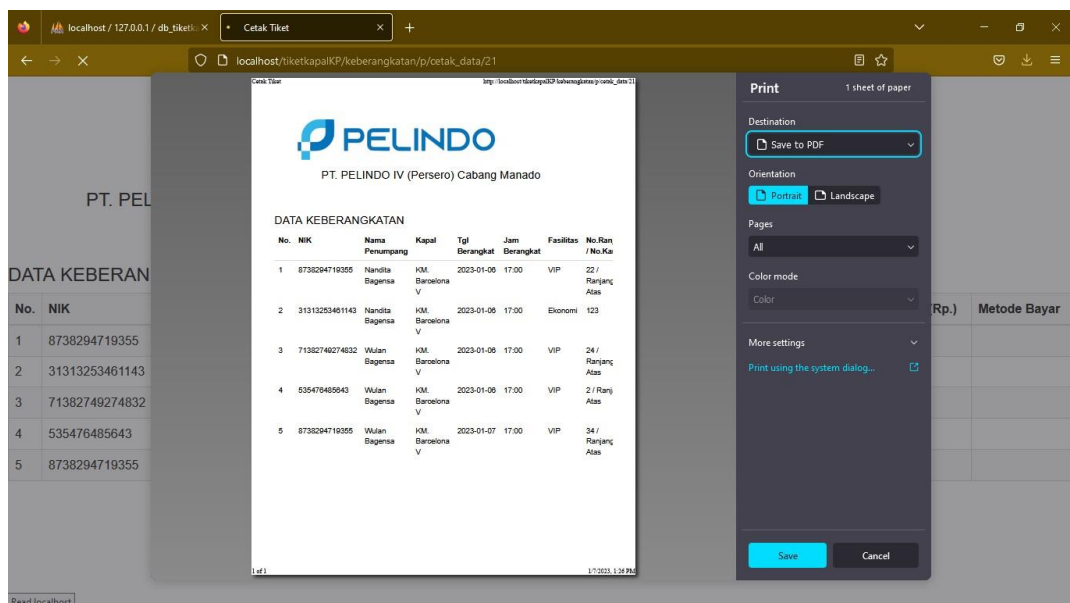 localhost / 127.0.0.1 / db_tiketk
Cetak Tiket
localhost/tiketkapalKP/keberangkatan/p/cetak_data/21
Cetak Tiket http://localhost/tiketkapalKP/keberangkatan/p/cetak_data/21
PELINDO
PT. PELINDO IV (Persero) Cabang Manado
DATA KEBERANGKATAN
No. NIK Nama Penumpang Kapal Tgl Berangkat Jam Berangkat Fasilitas No.Ranj / No.Ka
1 8738294719355 Nandita Bagensa KM. Barcelona V 2023-01-06 17:00 VIP 22 / Ranjang Atas
2 31313253461143 Nandita Bagensa KM. Barcelona V 2023-01-06 17:00 Ekonomi 123
3 71382749274832 Wulan Bagensa KM. Barcelona V 2023-01-06 17:00 VIP 24 / Ranjang Atas
4 535476485643 Wulan Bagensa KM. Barcelona V 2023-01-06 17:00 VIP 2 / Ranj Atas
5 8738294719355 Wulan Bagensa KM. Barcelona V 2023-01-07 17:00 VIP 34 / Ranjang Atas
1 of 1 1/7/2023, 1:26 PM
Print 1 sheet of paper
Destination
Save to PDF
Orientation
Portrait Landscape
Pages
All
Color mode
Color
More settings
Print using the system dialog...
Save Cancel
PT. PEL
DATA KEBERAN
No. NIK (Rp.) Metode Bayar
1 8738294719355
2 31313253461143
3 71382749274832
4 535476485643
5 8738294719355
Read localhost